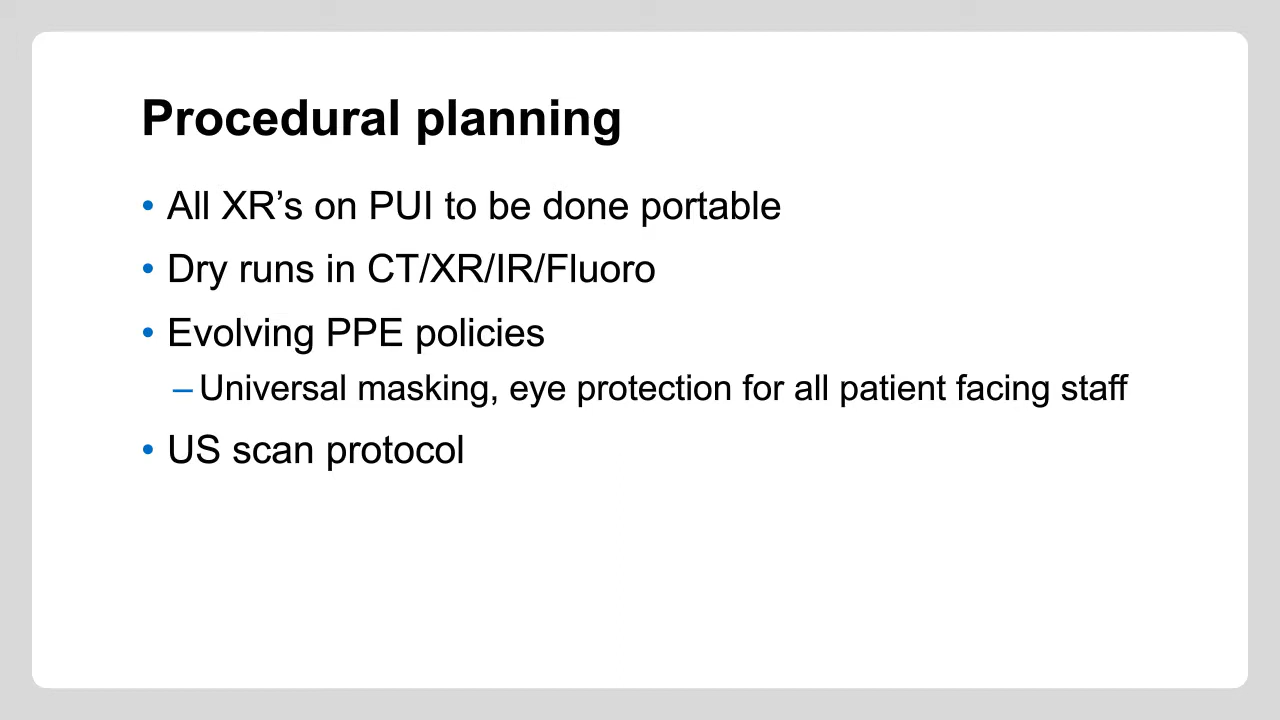 Procedural planning
• All XR’s on PUI to be done portable
• Dry runs in CT/XR/IR/Fluoro
• Evolving PPE policies
– Universal masking, eye protection for all patient facing staff
• US scan protocol